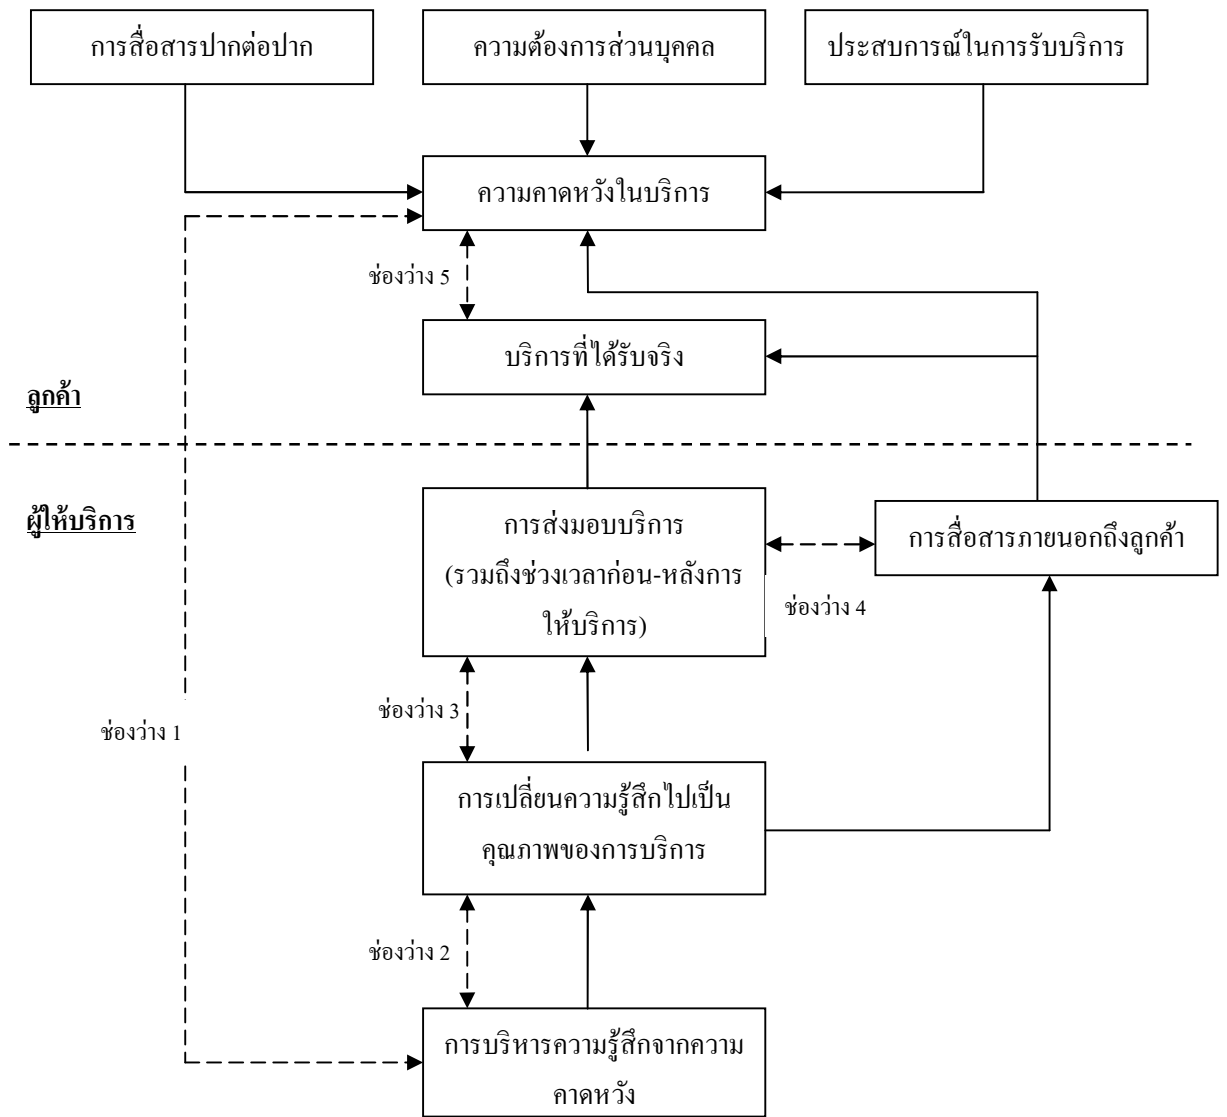 การสื่อสารปากต่อปาก
ความต้องการส่วนบุคคล
ประสบการณ์ในการรับบริการ
ความคาดหวังในบริการ
ช่องว่าง 5
บริการที่ได้รับจริง
ลูกค้า
ผู้ให้บริการ
การส่งมอบบริการ
(รวมถึงช่วงเวลาก่อน-หลังการ
ให้บริการ)
การสื่อสารภายนอกถึงลูกค้า
ช่องว่าง 4
ช่องว่าง 3
ช่องว่าง 1
การเปลี่ยนความรู้สึกไปเป็น
คุณภาพของการบริการ
ช่องว่าง 2
การบริหารความรู้สึกจากความ
คาดหวัง